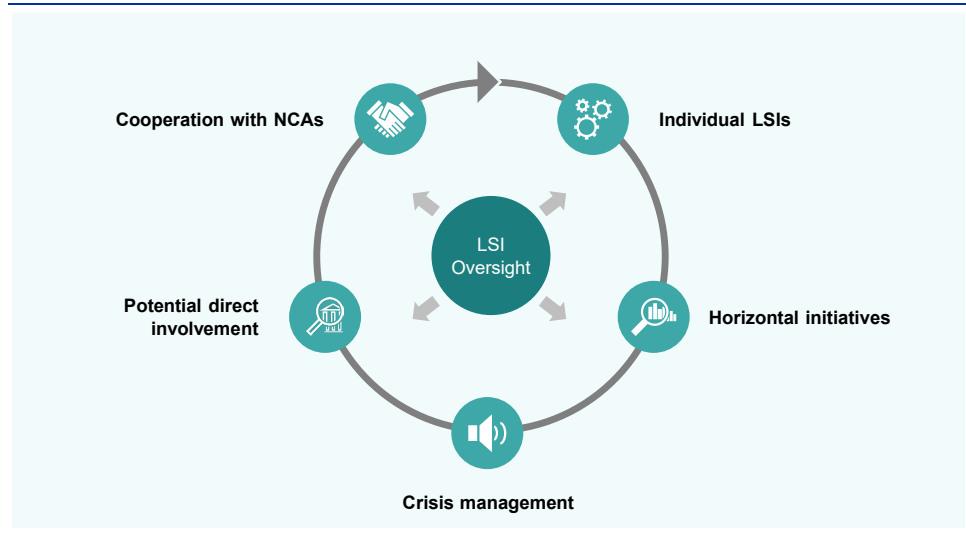 Cooperation with NCAs
Individual LSIs
LSI
Oversight
Potential direct
involvement
Horizontal initiatives
Crisis management